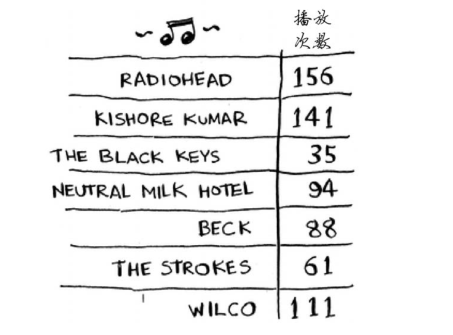 播放
次数
RADIOHEAD 156
KISHORE KUMAR 141
THE BLACK KEYS 35
NEUTRAL MILK HOTEL 94
BECK 88
THE STROKES 61
WILCO 111